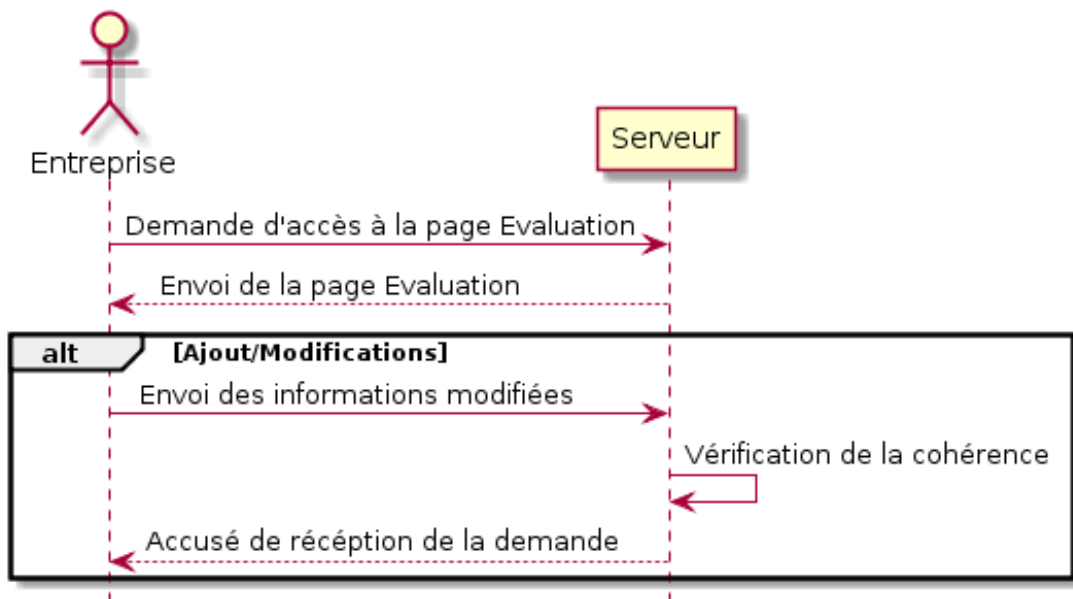 Entreprise
Serveur
Demande d'accès à la page Evaluation
Envoi de la page Evaluation
alt [Ajout/Modifications]
Envoi des informations modifiées
Vérification de la cohérence
Accusé de récéption de la demande